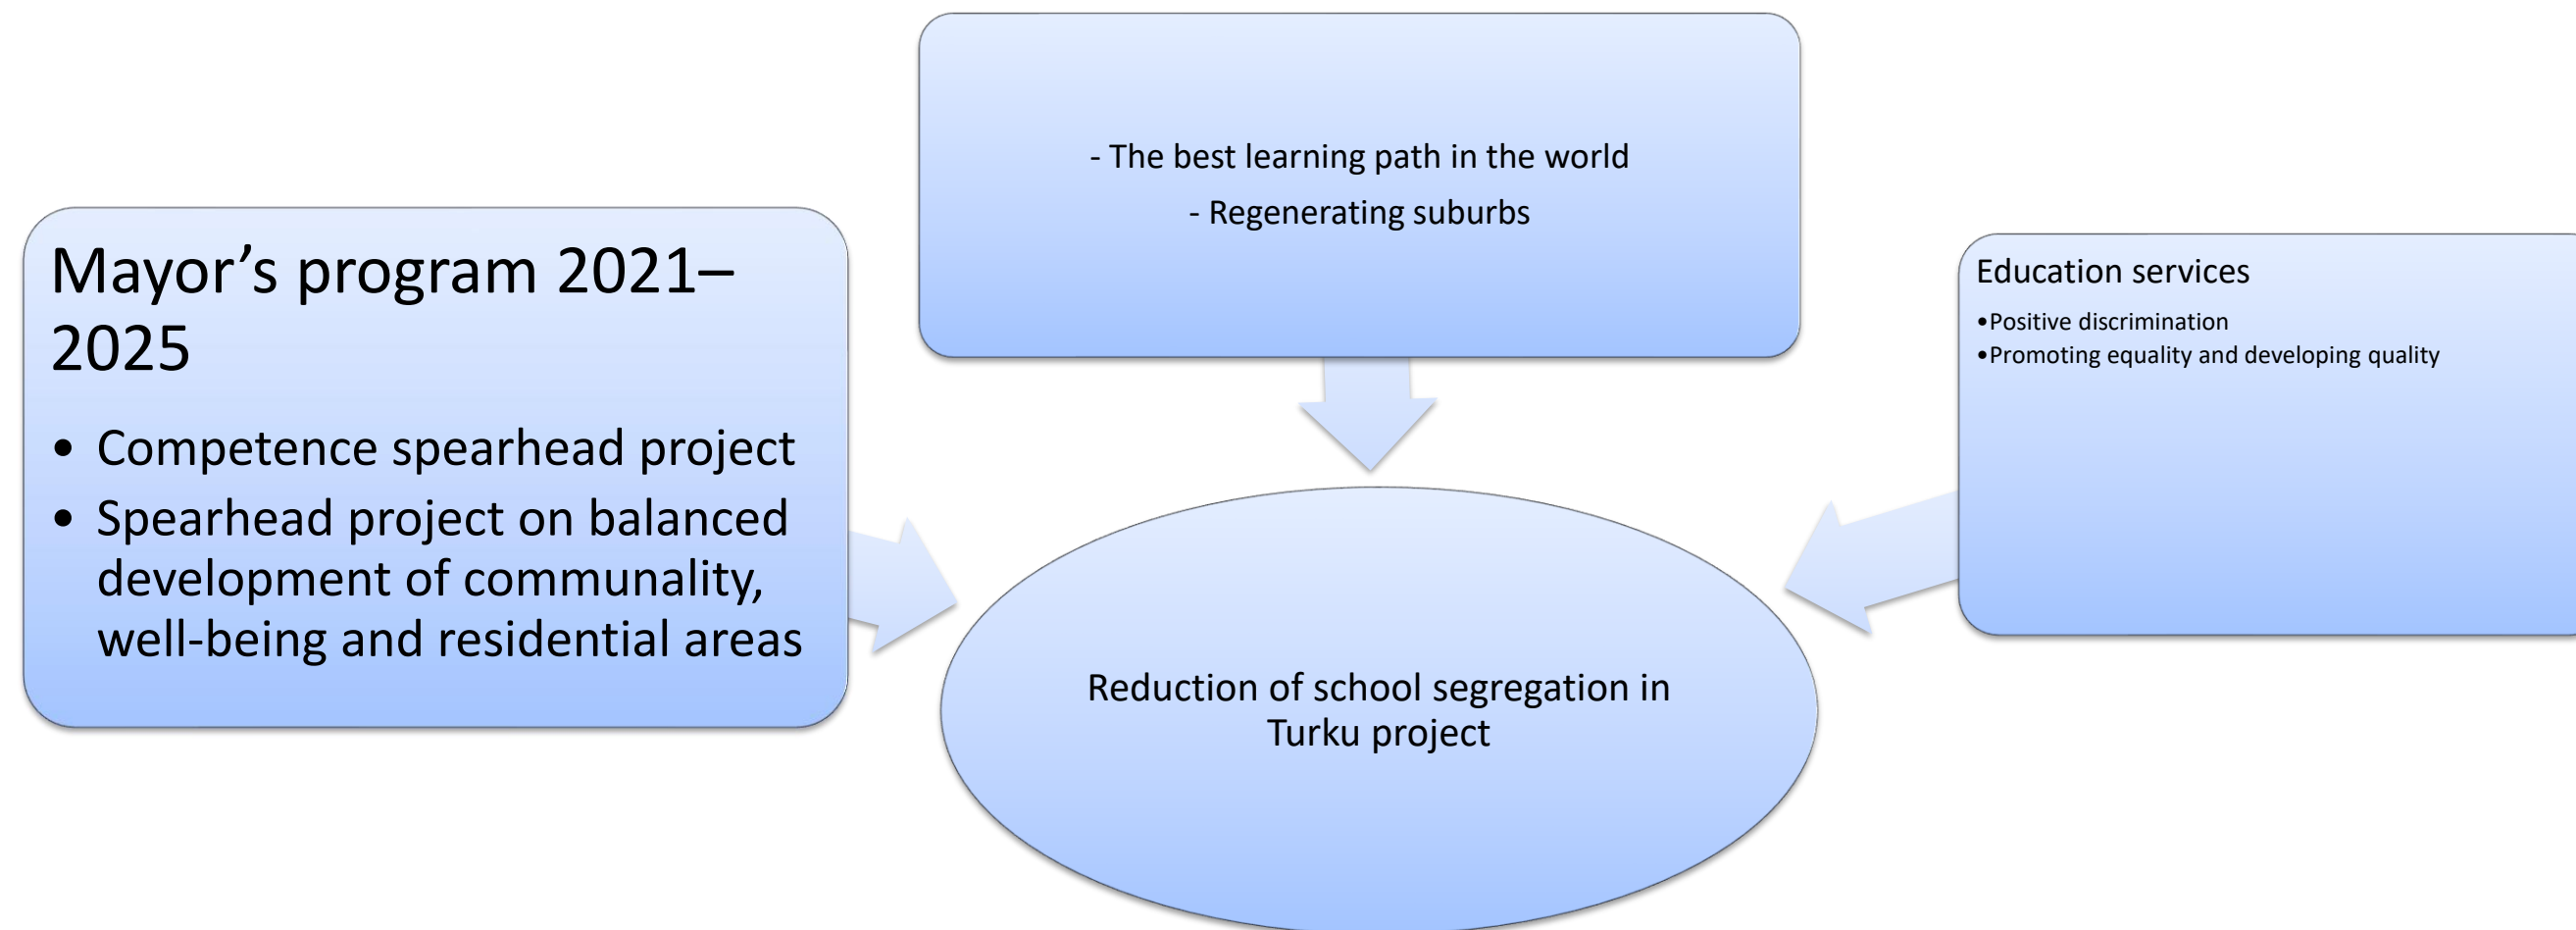 - The best learning path in the world
- Regenerating suburbs
Mayor’s program 2021–
2025
• Competence spearhead project
• Spearhead project on balanced
development of communality,
well-being and residential areas
Education services
•Positive discrimination
•Promoting equality and developing quality
Reduction of school segregation in
Turku project